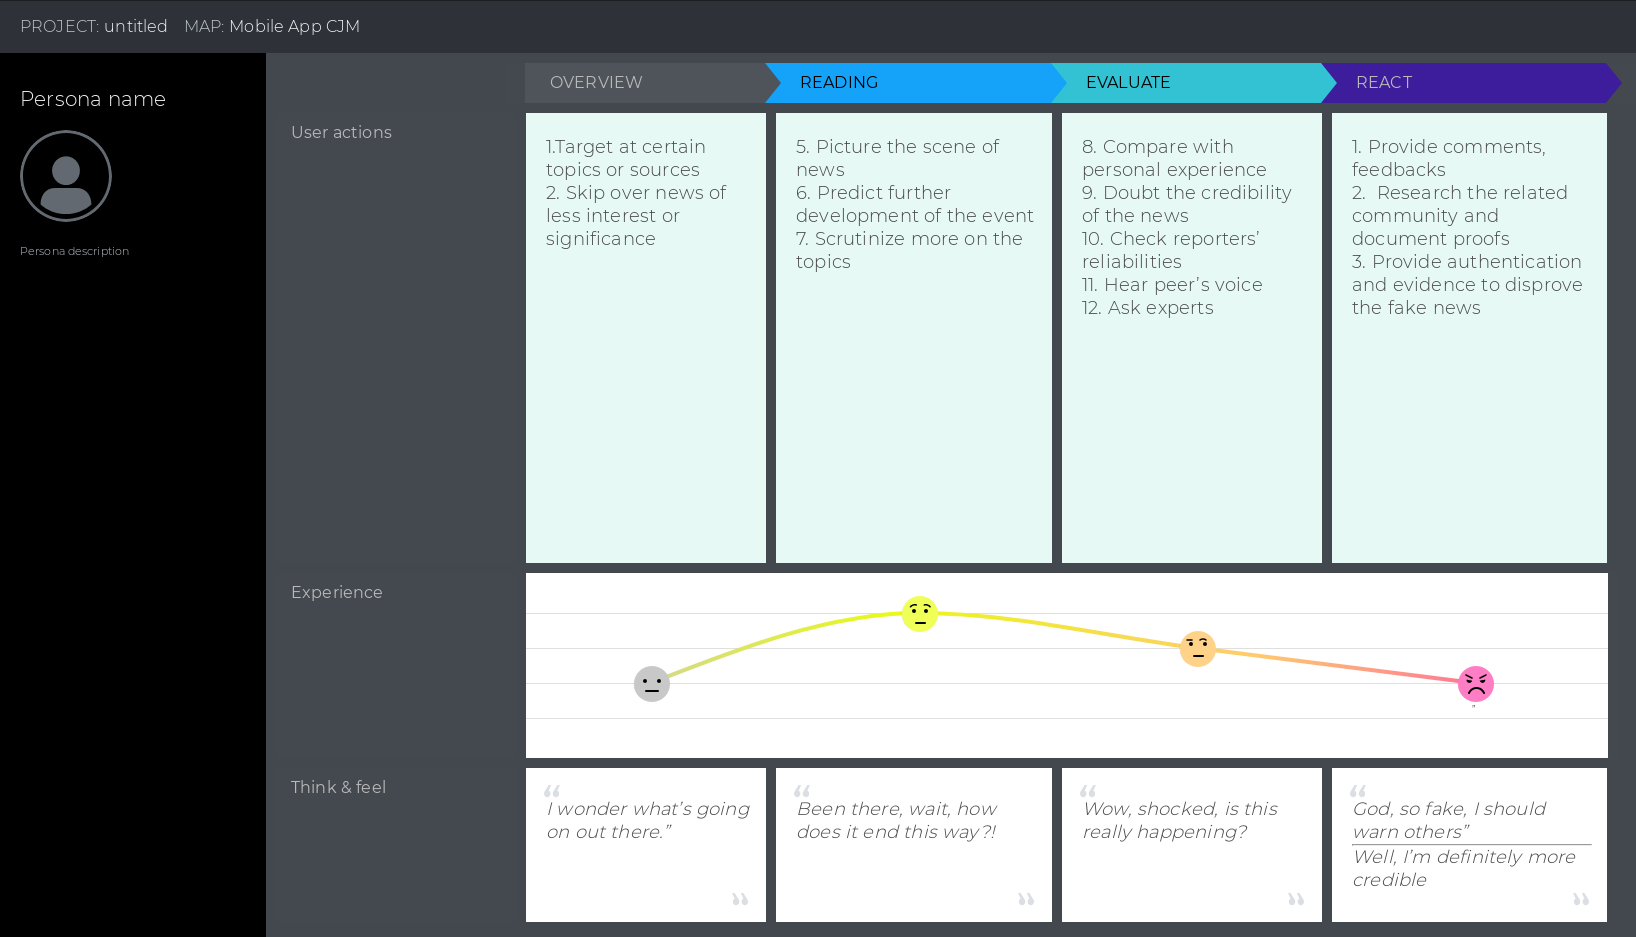 PROJECT: untitled MAP: Mobile App CJM
Persona name
Persona description
OVERVIEW
READING
EVALUATE
REACT
User actions
1.Target at certain
topics or sources
2. Skip over news of
less interest or
significance
5. Picture the scene of
news
6. Predict further
development of the event
7. Scrutinize more on the
topics
8. Compare with
personal experience
9. Doubt the credibility
of the news
10. Check reporters’
reliabilities
11. Hear peer’s voice
12. Ask experts
1. Provide comments,
feedbacks
2.  Research the related
community and
document proofs
3. Provide authentication
and evidence to disprove
the fake news
Experience
”
Think & feel
“
I wonder what’s going
on out there.”
”
“
Been there, wait, how
does it end this way?!
”
“
Wow, shocked, is this
really happening?
”
“
God, so fake, I should
warn others”
Well, I’m definitely more
credible
”